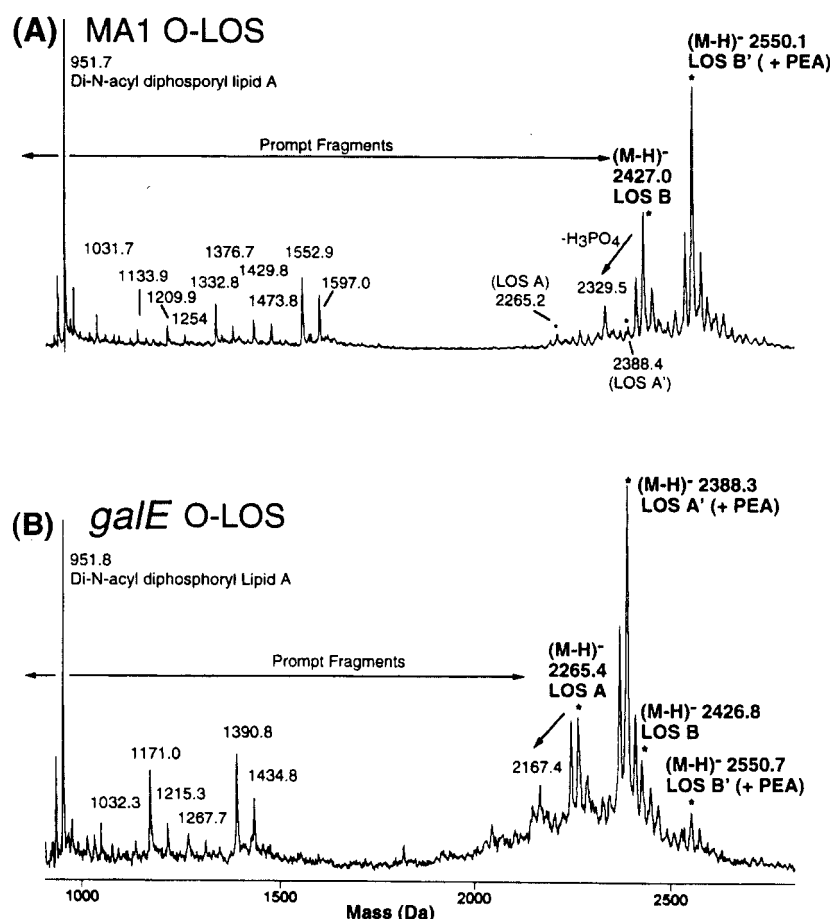 (A) MA1 O-LOS
951.7
Di-N-acyl diphosporyl lipid A
(M-H)- 2550.1
LOS B' ( + PEA)
Prompt Fragments
(M-H)-
2427.0
LOS B
-H3PO4
1031.7
1133.9
1209.9
1254
1376.7
1332.8
1429.8
1473.8
1552.9
1597.0
(LOS A)
2265.2
2329.5
2388.4
(LOS A')
(B) galE O-LOS
951.8
Di-N-acyl diphosphoryl Lipid A
(M-H)- 2388.3
LOS A' (+ PEA)
Prompt Fragments
(M-H)-
2265.4
LOS A
(M-H)- 2426.8
LOS B
(M-H)- 2550.7
LOS B' (+ PEA)
1032.3
1171.0
1215.3
1267.7
1390.8
1434.8
2167.4
1000 1500 2000 2500
Mass (Da)